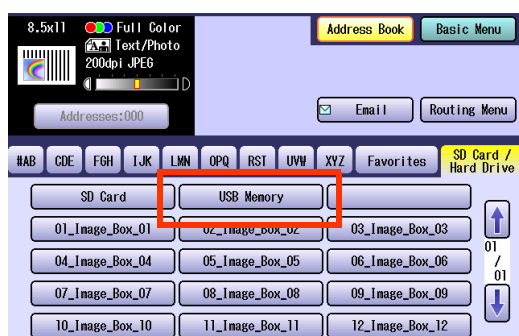 8.5x11 Full Color
Address Book Basic Menu
A Text/Photo
200dpi JPEG
D
Addresses:000
Email Routing Menu
#AB CDE FGH IJK LMN OPQ RST UVW XYZ Favorites SD Card / Hard Drive
SD Card USB Memory
01_Image_Box_01 02_Image_Box_02 03_Image_Box_03
04_Image_Box_04 05_Image_Box_05 06_Image_Box_06
07_Image_Box_07 08_Image_Box_08 09_Image_Box_09
10_Image_Box_10 11_Image_Box_11 12_Image_Box_12
01
/
01